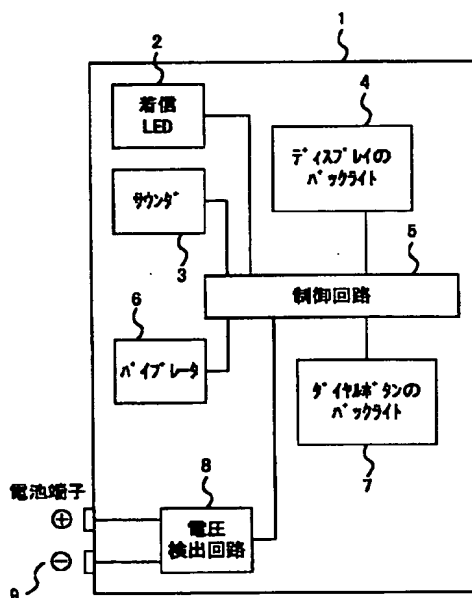 1
2
着信
LED
4
ディスプレイの
バックライト
サウンダ
3
5
制御回路
6
バイブレータ
ダイヤルボタンの
バックライト
7
電池端子
⊕
⊖
8
電圧
検出回路
9